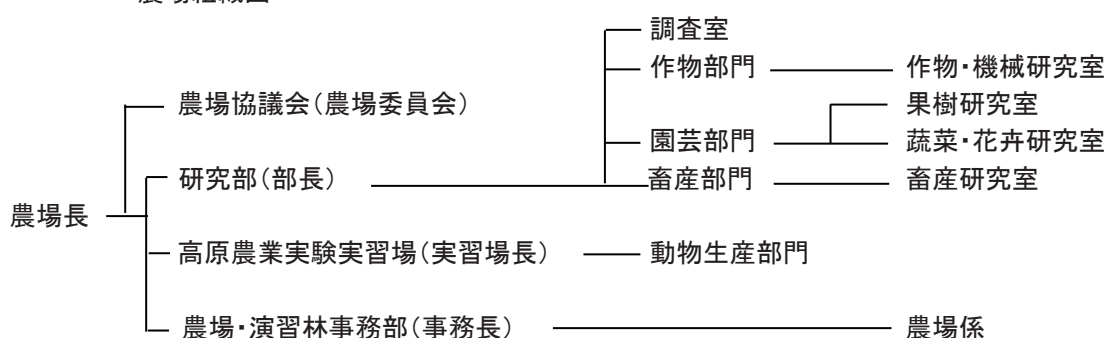 調査室
作物部門 作物・機械研究室
農場協議会(農場委員会) 果樹研究室
園芸部門 蔬菜・花卉研究室
研究部(部長) 畜産部門 畜産研究室
農場長
高原農業実験実習場(実習場長) 動物生産部門
農場・演習林事務部(事務長) 農場係